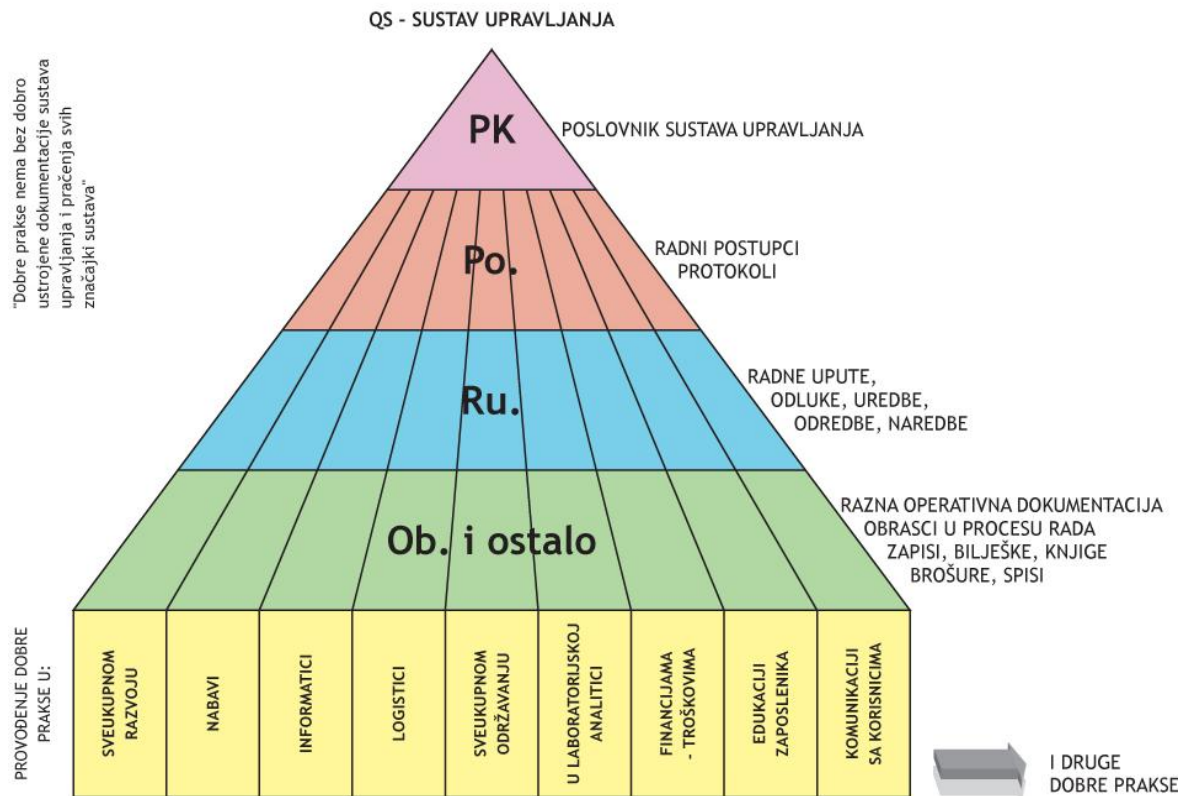 QS - SUSTAV UPRAVLJANJA
"Dobre prakse nema bez dobro
ustrojene dokumentacije sustava
upravljanja i pračenja svih
značajki sustava"
PK
POSLOVNIK SUSTAVA UPRAVLJANJA
Po.
RADNI POSTUPCI
PROTOKOLI
Ru.
RADNE UPUTE,
ODLUKE, UREDBE,
ODREDBE, NAREDBE
Ob. i ostalo
RAZNA OPERATIVNA DOKUMENTACIJA
OBRASCI U PROCESU RADA
ZAPISI, BILJEŠKE, KNJIGE
BROŠURE, SPISI
PROVOĐENJE DOBRE
PRAKSE U:
SVEUKUPNOM
RAZVOJU
NABAVI
INFORMATICI
LOGISTICI
SVEUKUPNOM
ODRŽAVANJU
U LABORATORIJSKOJ
ANALITICI
FINANCIJAMA
- TROŠKOVIMA
EDUKACIJI
ZAPOSLENIKA
KOMUNIKACIJI
SA KORISNICIMA
I DRUGE
DOBRE PRAKSE